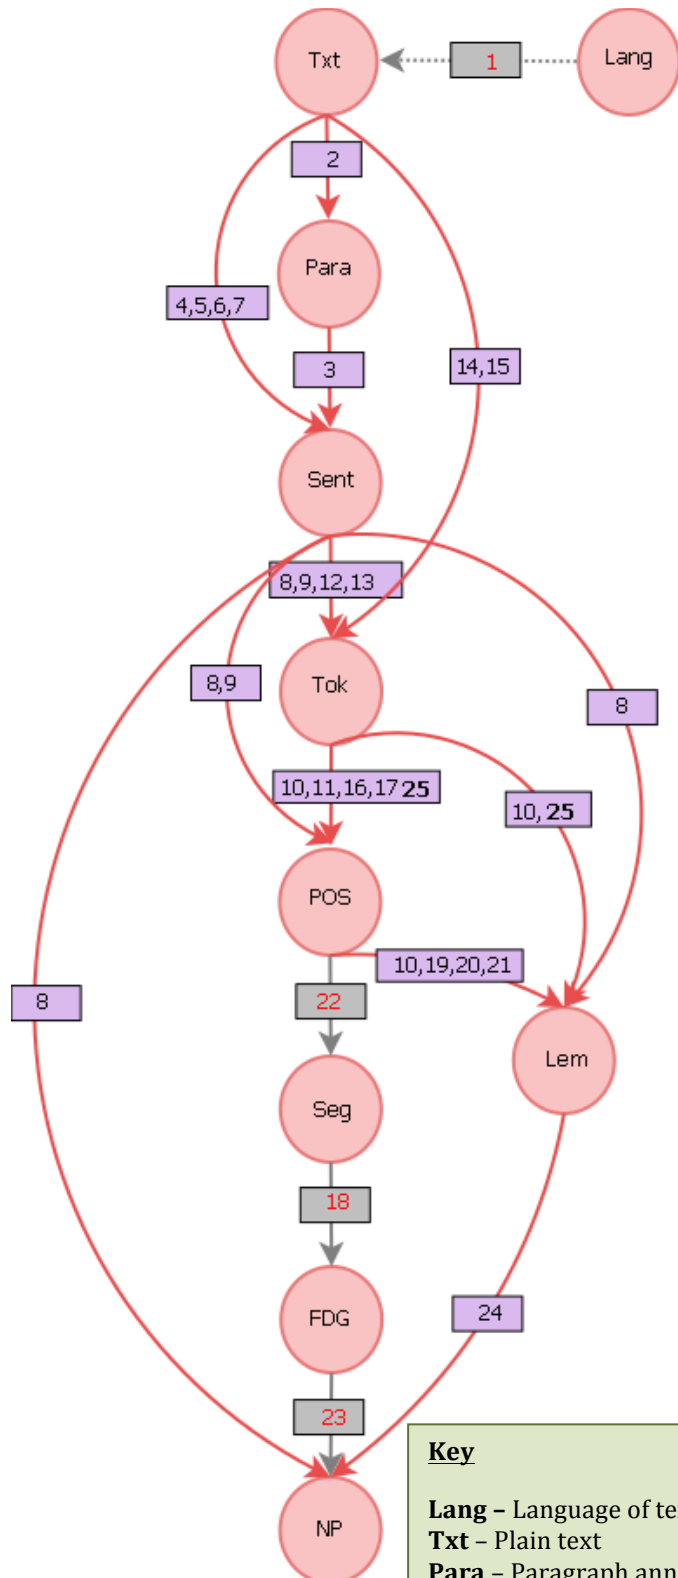 Txt
1
Lang
2
Para
4,5,6,7
3
14,15
Sent
8,9,12,13
8,9
Tok
8
10,11,16,17 25
10, 25
POS
10,19,20,21
8
22
Lem
Seg
18
FDG
24
23
NP
Key
Lang – Language of
Txt – Plain text
Para – Paragraph